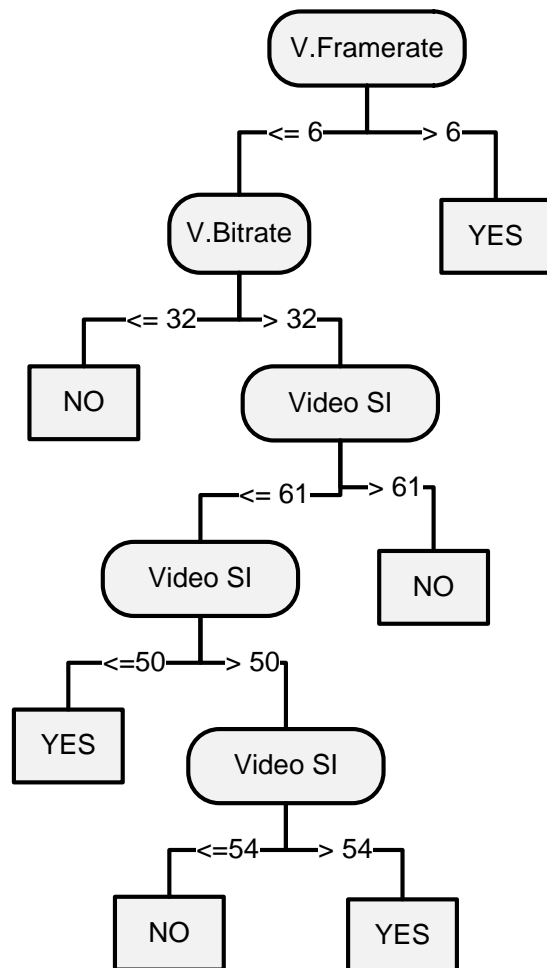 V.Framerate
<= 6
> 6
V.Bitrate
YES
<= 32
> 32
NO
Video SI
<= 61
> 61
Video SI
NO
<=50
> 50
YES
Video SI
<=54
> 54
NO
YES